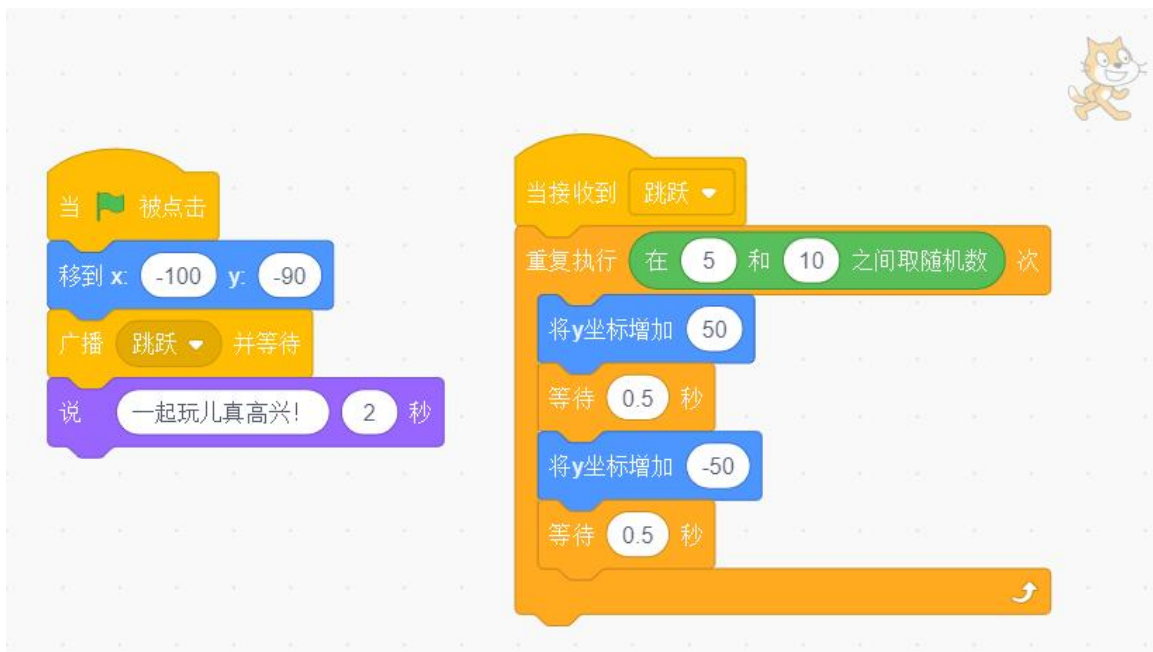 当 被点击
移到 x: -100 y: -90
广播 跳跃 并等待
说 一起玩儿真高兴! 2 秒
当接收到 跳跃
重复执行 在 5 和 10 之间取随机数 次
将y坐标增加 50
等待 0.5 秒
将y坐标增加 -50
等待 0.5 秒